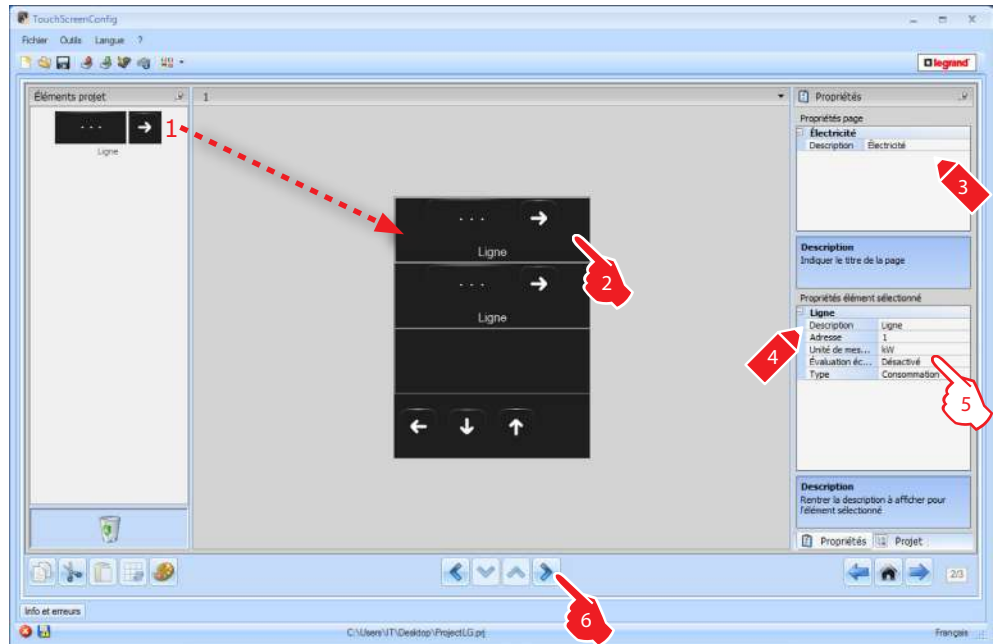 TouchScreenConfig
Fichier Outils Langue ?
legrand
Éléments projet
1
Propriétés
. . .
1
Ligne
Propriétés page
Électricité
Description Électricité
3
. . .
Ligne
2
Description
Indiquer le titre de la page
. . .
Ligne
Propriétés élément sélectionné
Ligne
Description Ligne
Adresse 1
Unité de mes... kW
Évaluation éc... Désactivé
Type Consommation
4
5
Description
Rentrer la description à afficher pour
l'élément sélectionné
Propriétés Projet
2/3
6
Info et erreurs
C:\Users\IT\Desktop\ProjectLG.prj
Français